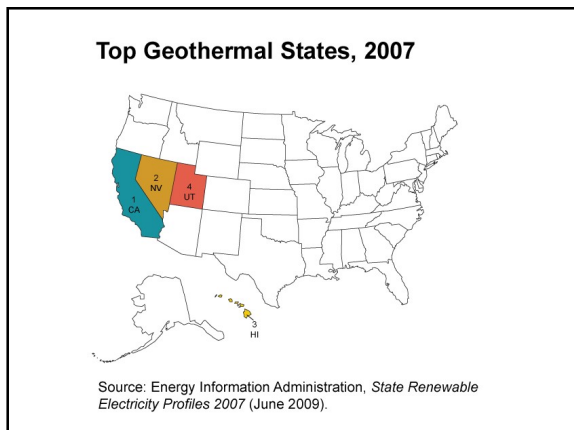 Top Geothermal States, 2007
1
CA
2
NV
4
UT
3
HI
Source: Energy Information Administration, State Renewable
Electricity Profiles 2007 (June 2009).